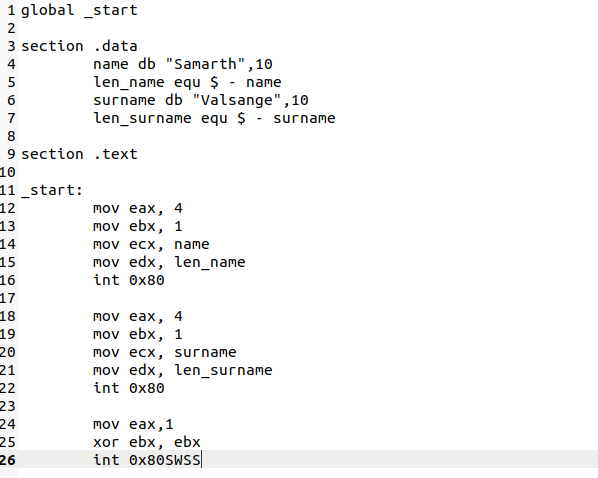 1 global _start
2
3 section .data
4         name db "Samarth",10
5         len_name equ $ - name
6         surname db "Valsange",10
7         len_surname equ $ - surname
8
9 section .text
10
11 _start:
12         mov eax, 4
13         mov ebx, 1
14         mov ecx, name
15         mov edx, len_name
16         int 0x80
17
18         mov eax, 4
19         mov ebx, 1
20         mov ecx, surname
21         mov edx, len_surname
22         int 0x80
23
24         mov eax,1
25         xor ebx, ebx
26         int 0x80SWSS